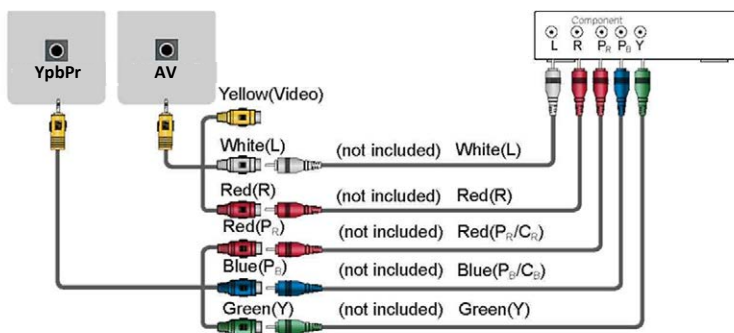 Component
L R PR PB Y
YpbPr AV
Yellow(Video)
White(L) (not included) White(L)
Red(R) (not included) Red(R)
Red(PR) (not included) Red(PR/CR)
Blue(PB) (not included) Blue(PB/CB)
Green(Y) (not included) Green(Y)